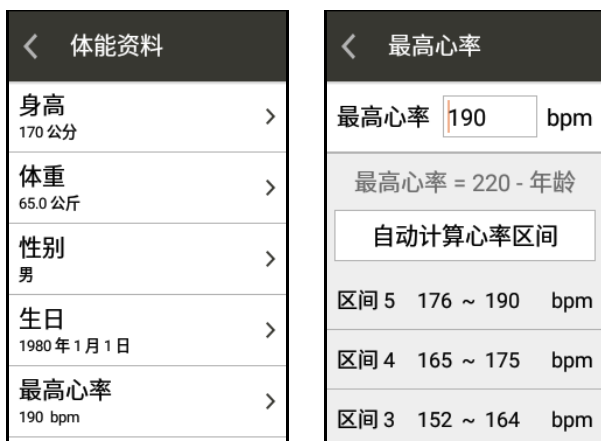 体能资料
身高
170 公分
体重
65.0 公斤
性别
男
生日
1980 年 1 月 1 日
最高心率
190 bpm
最高心率
最高心率 190 bpm
最高心率 = 220 - 年龄
自动计算心率区间
区间 5 176 ~ 190 bpm
区间 4 165 ~ 175 bpm
区间 3 152 ~ 164 bpm